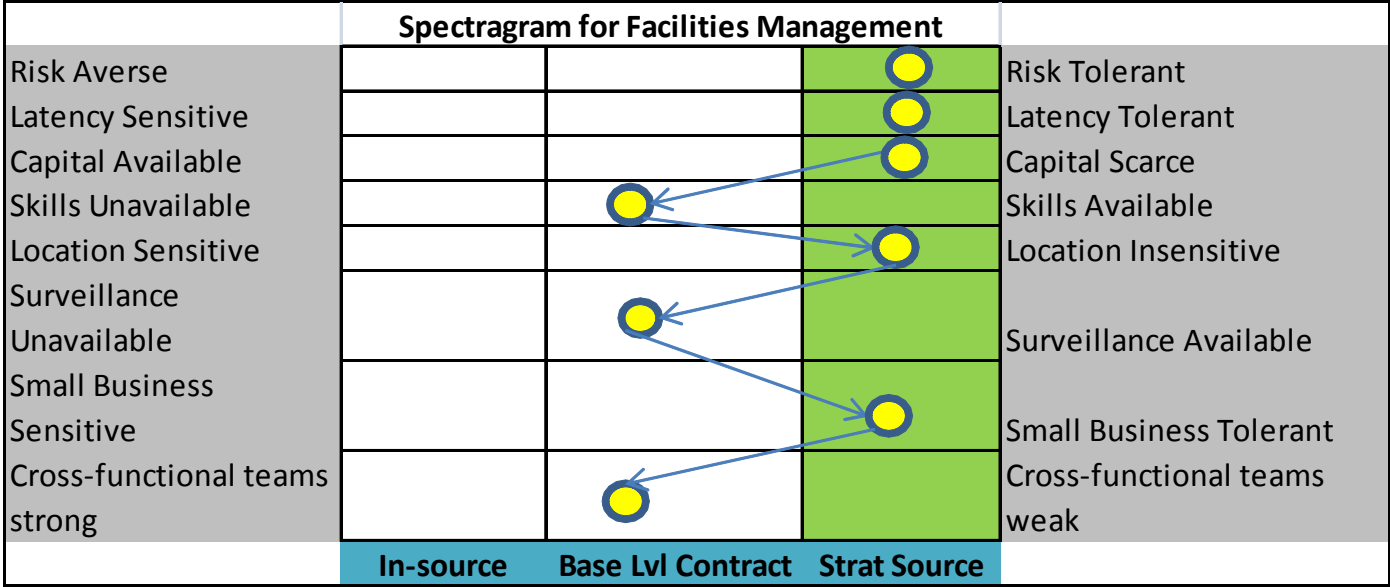 Spectragram for Facilities Management
Risk Averse Risk Tolerant
Latency Sensitive Latency Tolerant
Capital Available Capital Scarce
Skills Unavailable Skills Available
Location Sensitive Location Insensitive
Surveillance
Unavailable Surveillance Available
Small Business
Sensitive Small Business Tolerant
Cross-functional teams Cross-functional teams
strong weak
In-source Base Lvl Contract Strat Source